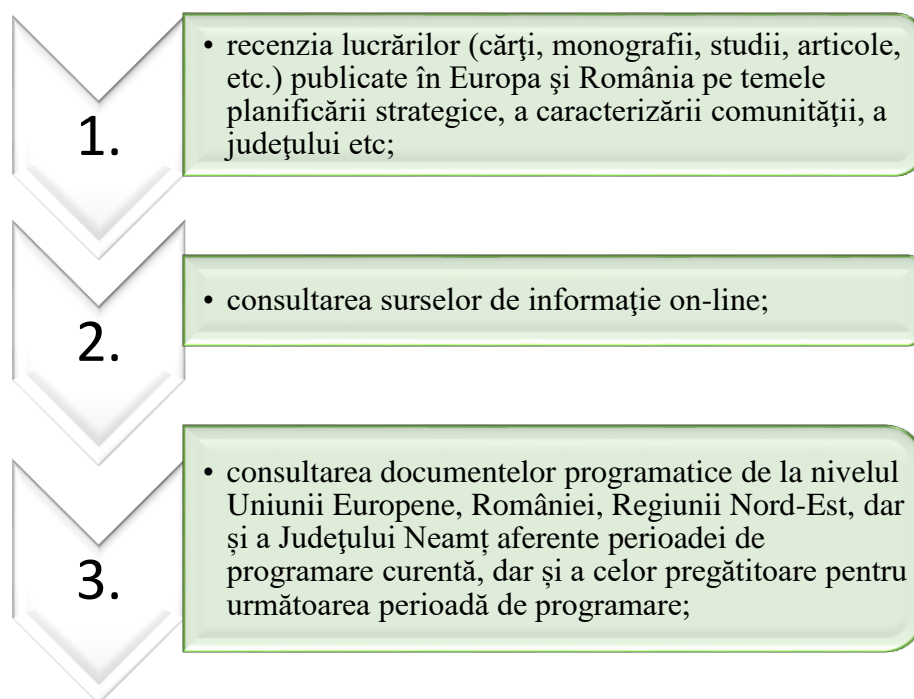 1.
• recenzia lucrărilor (cărţi, monografii, studii, articole,
etc.) publicate în Europa şi România pe temele
planificării strategice, a caracterizării comunităţii, a
judeţului etc;
2.
• consultarea surselor de informaţie on-line;
3.
• consultarea documentelor programatice de la nivelul
Uniunii Europene, României, Regiunii Nord-Est, dar
și a Judeţului Neamț aferente perioadei de
programare curentă, dar și a celor pregătitoare pentru
următoarea perioadă de programare;